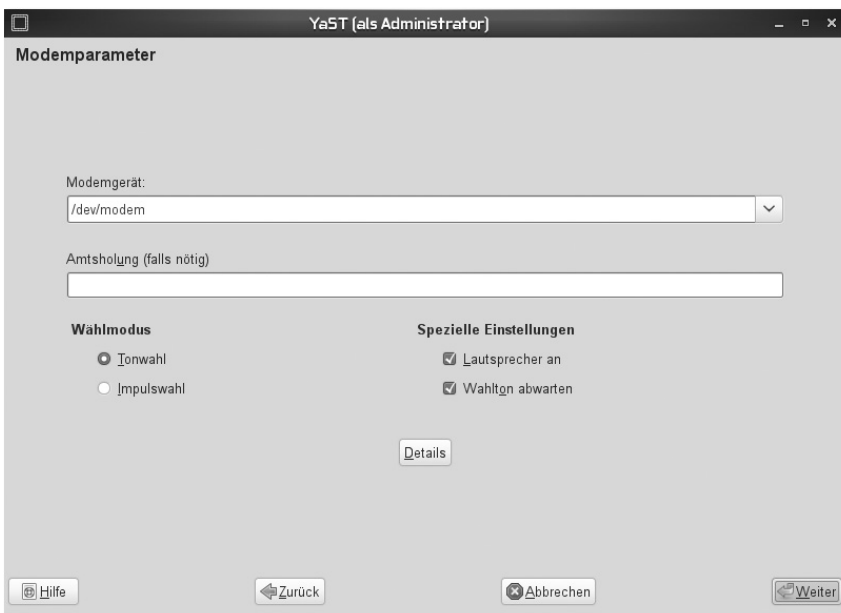 YaST (als Administrator)
Modemparameter
Modemgerät:
/dev/modem
Amtsholung (falls nötig)
Wählmodus
Spezielle Einstellungen
Tonwahl
Lautsprecher an
Impulswahl
Wahlton abwarten
Details
Hilfe
Zurück
Abbrechen
Weiter